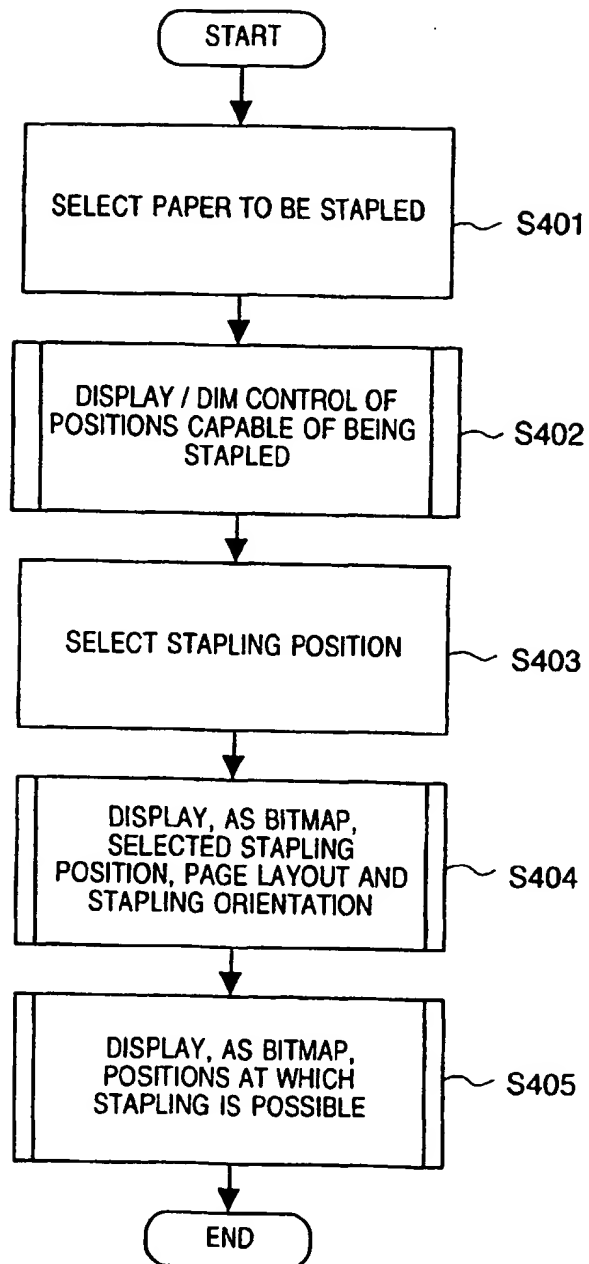 START
SELECT PAPER TO BE STAPLED
S401
DISPLAY / DIM CONTROL OF
POSITIONS CAPABLE OF BEING
STAPLED
S402
SELECT STAPLING POSITION
S403
DISPLAY, AS BITMAP,
SELECTED STAPLING
POSITION, PAGE LAYOUT AND
STAPLING ORIENTATION
S404
DISPLAY, AS BITMAP,
POSITIONS AT WHICH
STAPLING IS POSSIBLE
S405
END